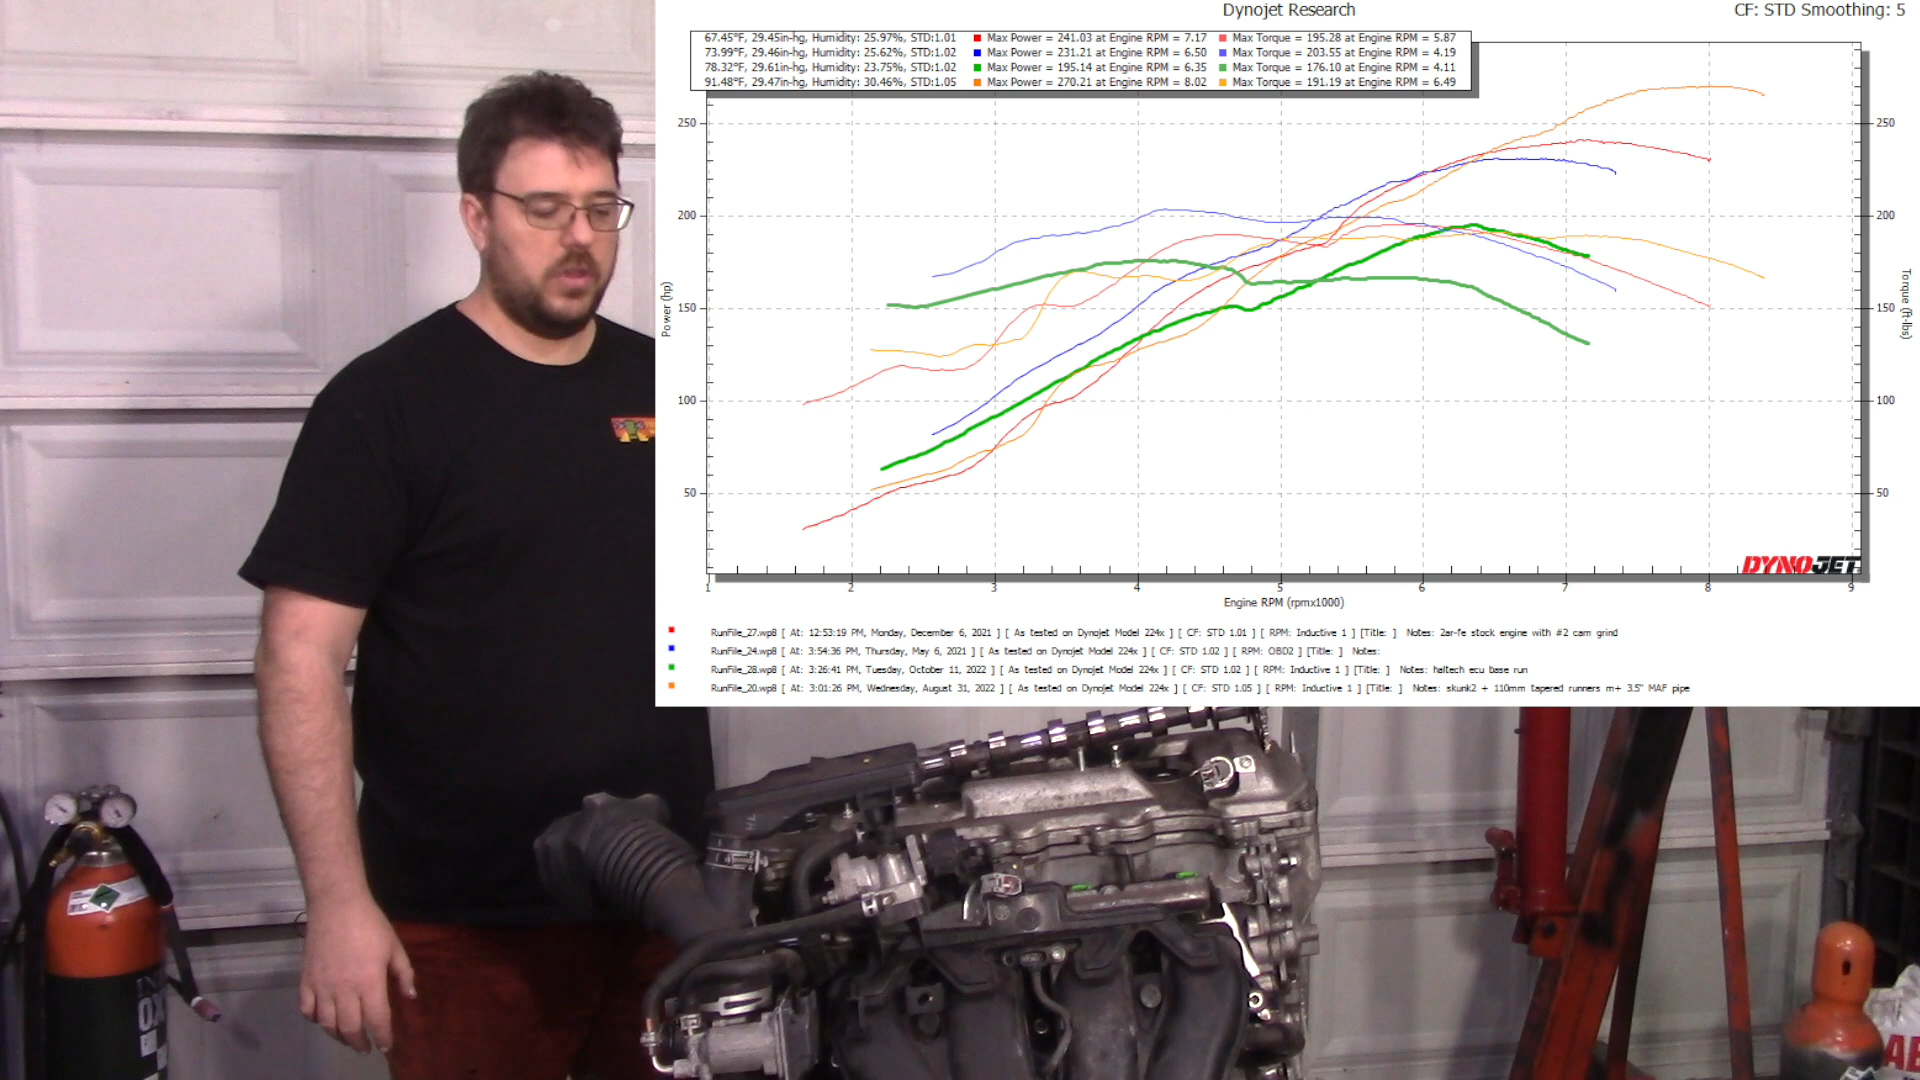 Dynojet Research
CF: STD Smoothing: 5
67.45°F, 29.45in-hg, Humidity: 25.97%, STD:1.01 Max Power = 241.03 at Engine RPM = 7.17 Max Torque = 195.28 at Engine RPM = 5.87
73.99°F, 29.46in-hg, Humidity: 25.62%, STD:1.02 Max Power = 231.21 at Engine RPM = 6.50 Max Torque = 203.55 at Engine RPM = 4.19
78.32°F, 29.61in-hg, Humidity: 23.75%, STD:1.02 Max Power = 195.14 at Engine RPM = 6.35 Max Torque = 176.10 at Engine RPM = 4.11
91.48°F, 29.47in-hg, Humidity: 30.46%, STD:1.05 Max Power = 270.21 at Engine RPM = 8.02 Max Torque = 191.19 at Engine RPM = 6.49
250 250
200 200
Power (hp)
Torque (ft-lbs)
150 150
100 100
50 50
DYNOJET
1 2 3 4 5 6 7 8 9
Engine RPM (rpmx1000)
RunFile_27.wp8 [ At: 12:53:19 PM, Monday, December 6, 2021 ] [ As tested on Dynojet Model 224x ] [ CF: STD 1.01 ] [ RPM: Inductive 1 ] [Title: ] Notes: 2ar-fe stock engine with #2 cam grind
RunFile_24.wp8 [ At: 3:54:36 PM, Thursday, May 6, 2021 ] [ As tested on Dynojet Model 224x ] [ CF: STD 1.02 ] [ RPM: OBD2 ] [Title: ] Notes:
RunFile_28.wp8 [ At: 3:26:41 PM, Tuesday, October 11, 2022 ] [ As tested on Dynojet Model 224x ] [ CF: STD 1.02 ] [ RPM: Inductive 1 ] [Title: ] Notes: haltech ecu base run
RunFile_20.wp8 [ At: 3:01:26 PM, Wednesday, August 31, 2022 ] [ As tested on Dynojet Model 224x ] [ CF: STD 1.05 ] [ RPM: Inductive 1 ] [Title: ] Notes: skunk2 + 110mm tapered runners m+ 3.5" MAF pipe